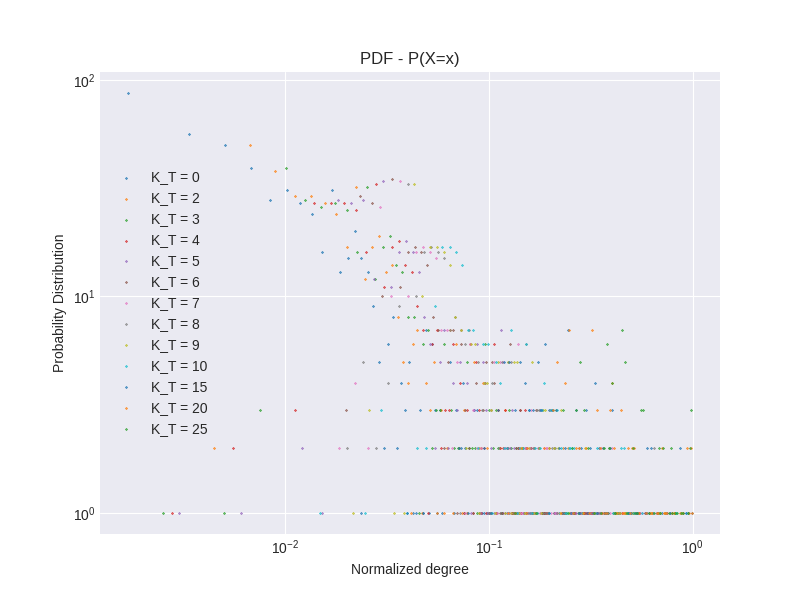 PDF - P(X=x)
Probability Distribution
10²
10¹
10⁰
K_T = 0
K_T = 2
K_T = 3
K_T = 4
K_T = 5
K_T = 6
K_T = 7
K_T = 8
K_T = 9
K_T = 10
K_T = 15
K_T = 20
K_T = 25
10⁻²
10⁻¹
10⁰
Normalized degree